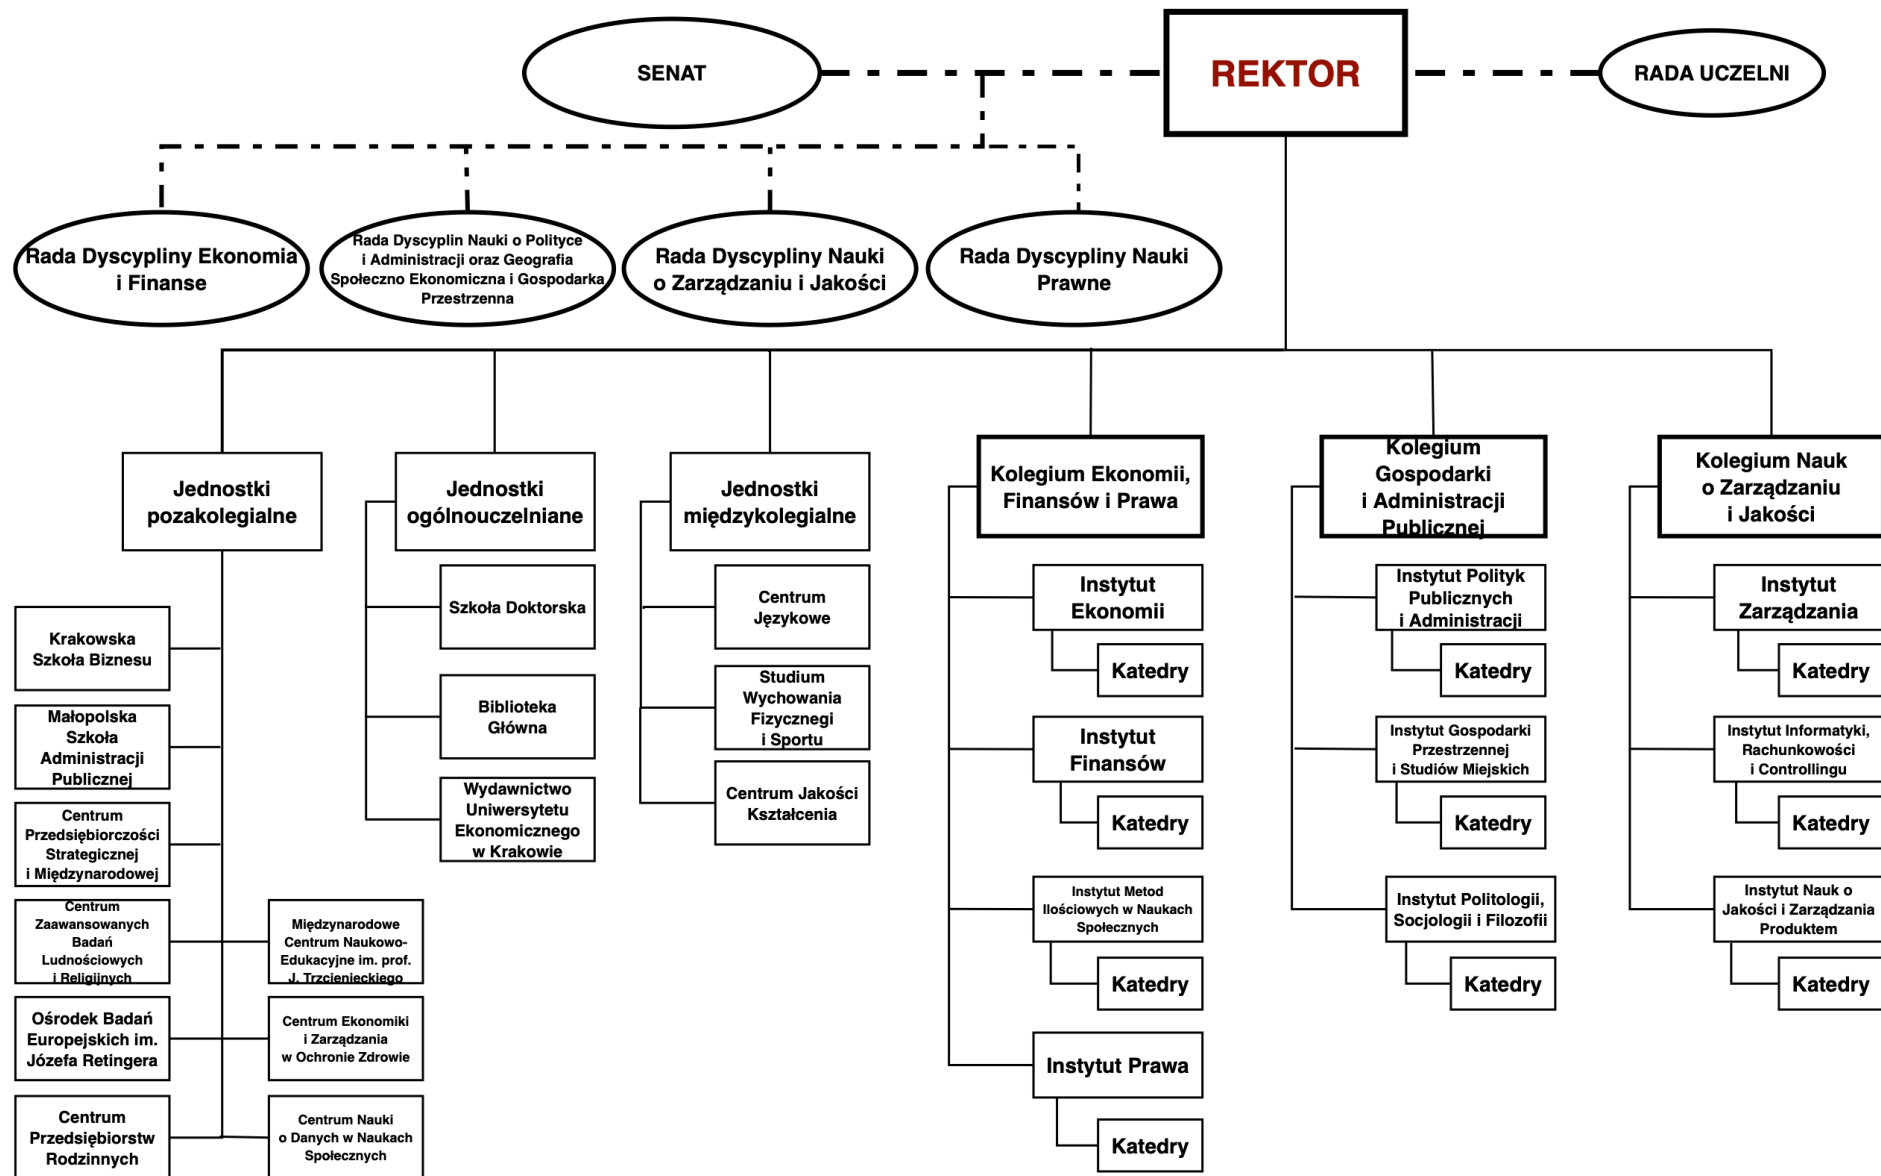 SENAT
REKTOR
RADA UCZELNI
Rada Dyscypliny Ekonomia
i Finanse
Rada Dyscyplin Nauki o Polityce
i Administracji oraz Geografia
Społeczno Ekonomiczna i Gospodarka
Przestrzenna
Rada Dyscypliny Nauki
o Zarządzaniu i Jakości
Rada Dyscypliny Nauki
Prawne
Jednostki
pozakolegialne
Jednostki
ogólnouczelniane
Jednostki
międzykolegialne
Kolegium Ekonomii,
Finansów i Prawa
Kolegium
Gospodarki
i Administracji
Publicznej
Kolegium Nauk
o Zarządzaniu
i Jakości
Krakowska
Szkoła Biznesu
Małopolska
Szkoła
Administracji
Publicznej
Centrum
Przedsiębiorczości
Strategicznej
i Międzynarodowej
Centrum
Zaawansowanych
Badań
Ludnościowych
i Religijnych
Ośrodek Badań
Europejskich im.
Józefa Retingera
Centrum
Przedsiębiorstw
Rodzinnych
Międzynarodowe
Centrum Naukowo-
Edukacyjne im. prof.
J. Trzcienieckiego
Centrum Ekonomiki
i Zarządzania
w Ochronie Zdrowie
Centrum Nauki
o Danych w Naukach
Społecznych
Szkoła Doktorska
Biblioteka
Główna
Wydawnictwo
Uniwersytetu
Ekonomicznego
w Krakowie
Centrum
Językowe
Studium
Wychowania
Fizycznegi
i Sportu
Centrum Jakości
Kształcenia
Instytut
Ekonomii
Katedry
Instytut
Finansów
Katedry
Instytut Metod
Ilościowych w Naukach
Społecznych
Katedry
Instytut Prawa
Katedry
Instytut Polityk
Publicznych
i Administracji
Katedry
Instytut Gospodarki
Przestrzennej
i Studiów Miejskich
Katedry
Instytut Politologii,
Socjologii i Filozofii
Katedry
Instytut
Zarządzania
Katedry
Instytut Informatyki,
Rachunkowości
i Controllingu
Katedry
Instytut Nauk o
Jakości i Zarządzania
Produktem
Katedry